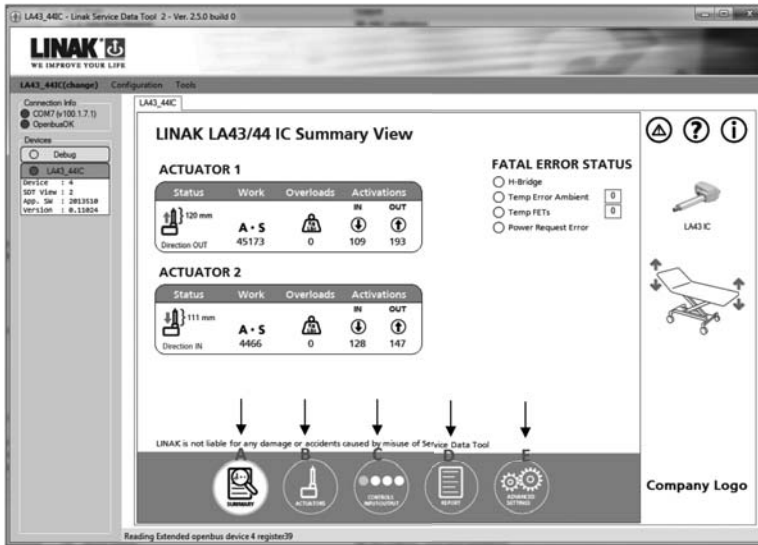 LA43_44IC - Linak Service Data Tool 2 - Ver. 2.5.0 build 0
LINAK
WE IMPROVE YOUR LIFE
LA43_44IC(change) Configuration Tools
Connection Info
COM7 (v100.1.7.1)
OpenbusOK
Devices
Debug
LA43_44IC
Device : 4
SDT View : 2
App. SW : 2013510
Version : 0.11024
LA43_44IC
LINAK LA43/44 IC Summary View
ACTUATOR 1
Status Work Overloads Activations
IN OUT
120 mm
A • S
Direction OUT 45173 0 109 193
ACTUATOR 2
Status Work Overloads Activations
IN OUT
111 mm
A • S
Direction IN 4466 0 128 147
FATAL ERROR STATUS
H-Bridge
Temp Error Ambient 0
Temp FETs 0
Power Request Error
LA43 IC
LINAK is not liable for any damage or accidents caused by misuse of Service Data Tool
A B C D E
SUMMARY
ACTUATORS
CONTROLS
INPUT/OUTPUT
REPORT
ADVANCED
SETTINGS
Company Logo
Reading Extended openbus device 4 register39